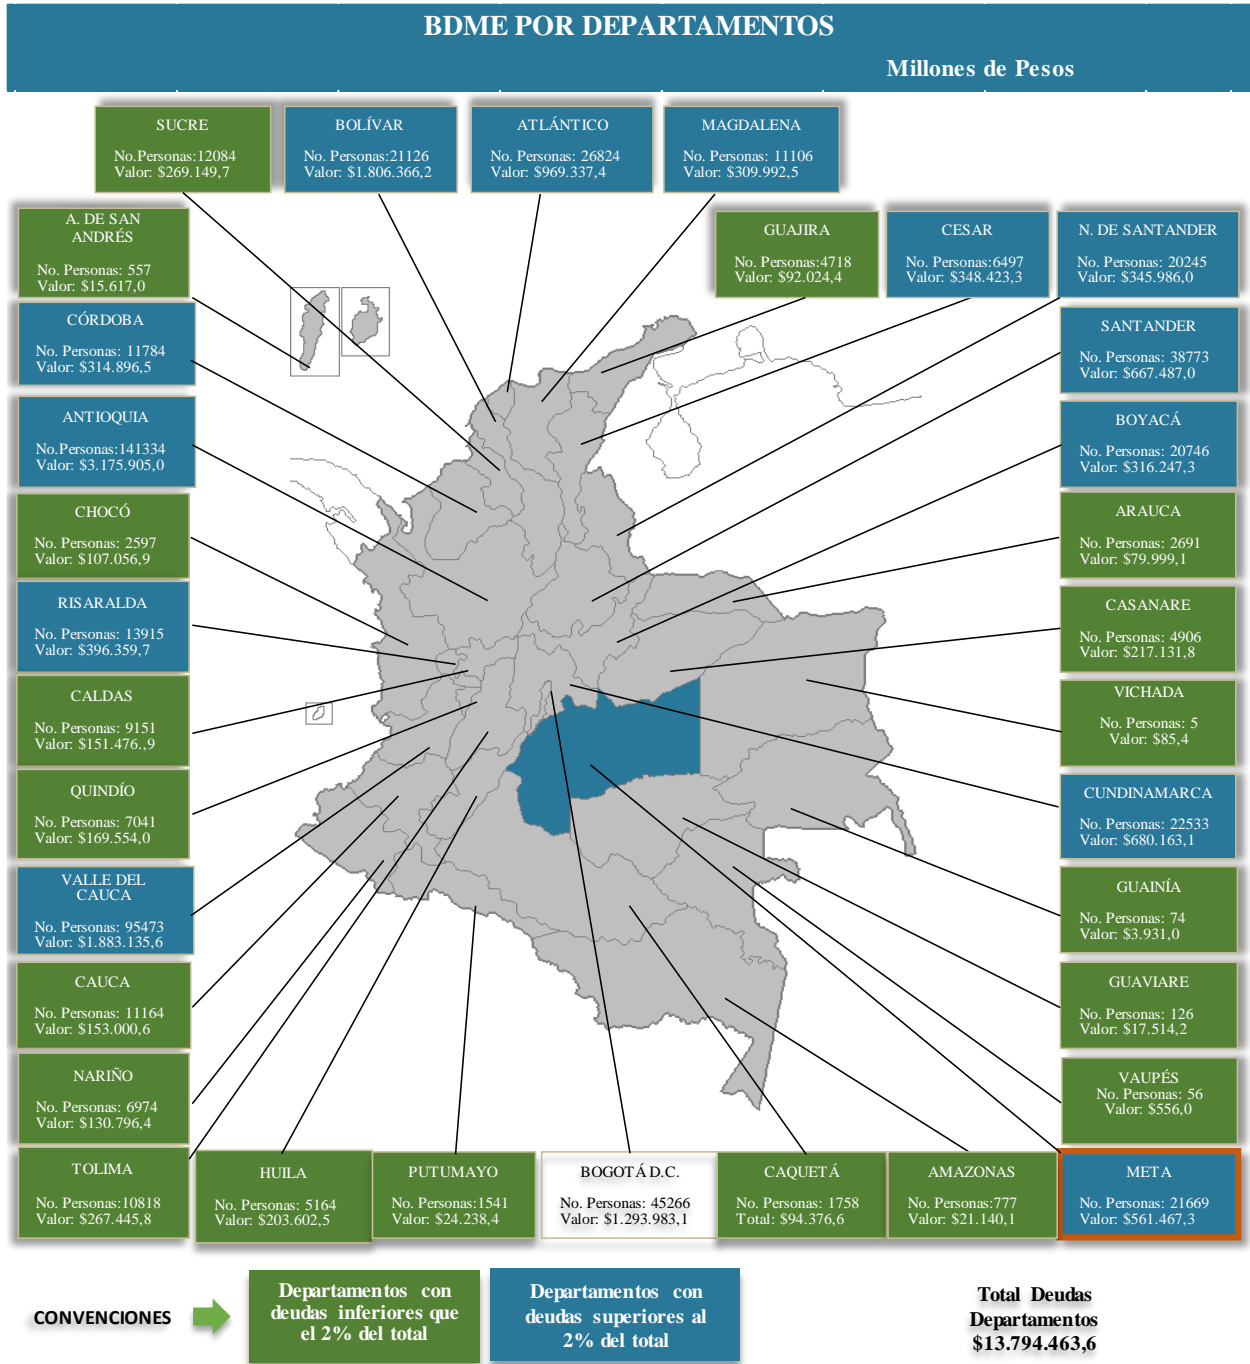 BDME POR DEPARTAMENTOS
Millones de Pesos
SUCRE
No.Personas:12084
Valor: $269.149,7
BOLÍVAR
No. Personas:21126
Valor: $1.806.366,2
ATLÁNTICO
No. Personas: 26824
Valor: $969.337,4
MAGDALENA
No. Personas: 11106
Valor: $309.992,5
A. DE SAN
ANDRÉS
No. Personas: 557
Valor: $15.617,0
GUAJIRA
No. Personas:4718
Valor: $92.024,4
CESAR
No. Personas:6497
Valor: $348.423,3
N. DE SANTANDER
No. Personas: 20245
Valor: $345.986,0
CÓRDOBA
No. Personas: 11784
Valor: $314.896,5
SANTANDER
No. Personas: 38773
Valor: $667.487,0
ANTIOQUIA
No.Personas:141334
Valor: $3.175.905,0
BOYACÁ
No. Personas: 20746
Valor: $316.247,3
CHOCÓ
No. Personas: 2597
Valor: $107.056,9
ARAUCA
No. Personas: 2691
Valor: $79.999,1
RISARALDA
No. Personas: 13915
Valor: $396.359,7
CASANARE
No. Personas: 4906
Valor: $217.131,8
CALDAS
No. Personas: 9151
Valor: $151.476.,9
VICHADA
No. Personas: 5
Valor: $85,4
QUINDÍO
No. Personas: 7041
Valor: $169.554,0
CUNDINAMARCA
No. Personas: 22533
Valor: $680.163,1
VALLE DEL
CAUCA
No. Personas: 95473
Valor: $1.883.135,6
GUAINÍA
No. Personas: 74
Valor: $3.931,0
CAUCA
No. Personas: 11164
Valor: $153.000,6
GUAVIARE
No. Personas: 126
Valor: $17.514,2
NARIÑO
No. Personas: 6974
Valor: $130.796,4
VAUPÉS
No. Personas: 56
Valor: $556,0
TOLIMA
No. Personas:10818
Valor: $267.445,8
HUILA
No. Personas: 5164
Valor: $203.602,5
PUTUMAYO
No. Personas:1541
Valor: $24.238,4
BOGOTÁ D.C.
No. Personas: 45266
Valor: $1.293.983,1
CAQUETÁ
No. Personas: 1758
Total: $94.376,6
AMAZONAS
No. Personas:777
Valor: $21.140,1
META
No. Personas: 21669
Valor: $561.467,3
CONVENCIONES
Departamentos con
deudas inferiores que
el 2% del total
Departamentos con
deudas superiores al
2% del total
Total Deudas
Departamentos
$13.794.463,6